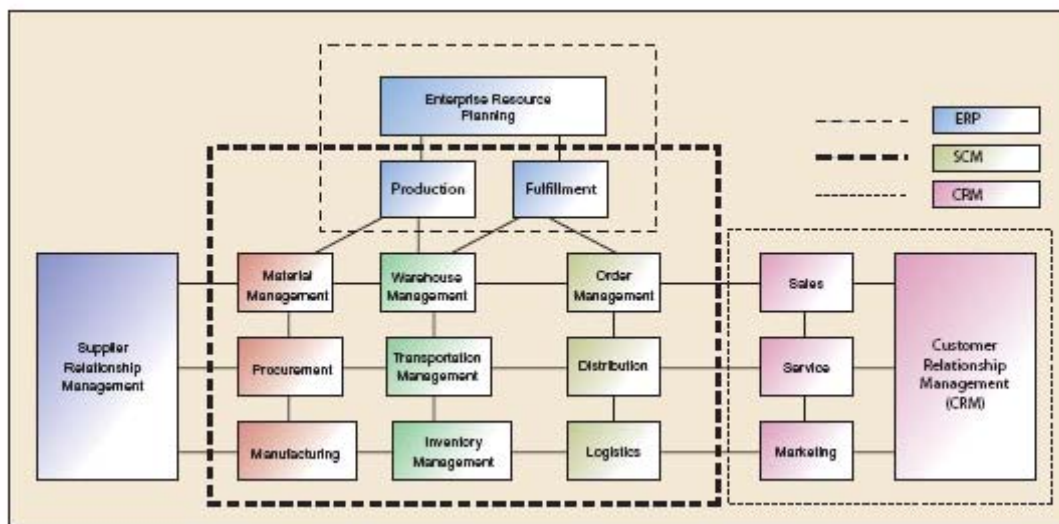 Enterprise Resource
Planning
ERP
SCM
CRM
Production
Fulfillment
Supplier
Relationship
Management
Material
Management
Warehouse
Management
Order
Management
Sales
Procurement
Transportation
Management
Distribution
Service
Customer
Relationship
Management
(CRM)
Manufacturing
Inventory
Management
Logistics
Marketing